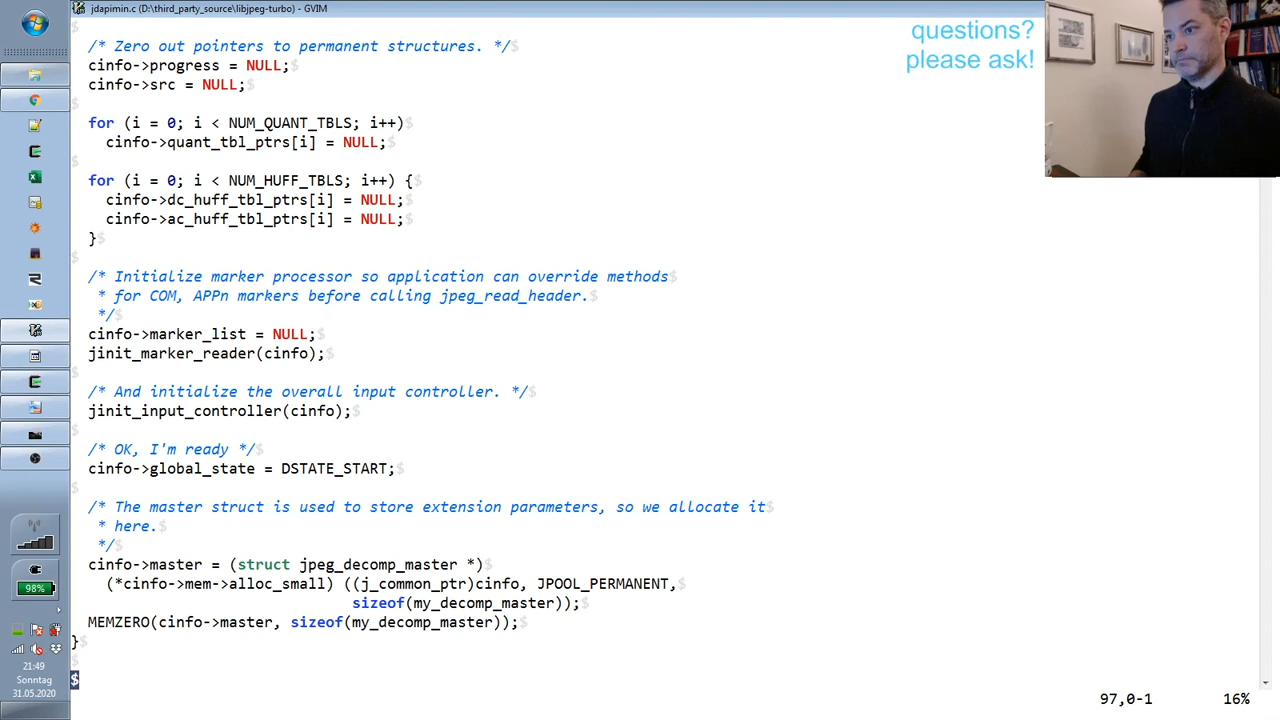 jdapimin.c (D:\third_party_source\libjpeg-turbo) - GVIM
questions?
please ask!
$
/* Zero out pointers to permanent structures. */$
cinfo->progress = NULL;$
cinfo->src = NULL;$
$
for (i = 0; i < NUM_QUANT_TBLS; i++)$
cinfo->quant_tbl_ptrs[i] = NULL;$
$
for (i = 0; i < NUM_HUFF_TBLS; i++) {$
cinfo->dc_huff_tbl_ptrs[i] = NULL;$
cinfo->ac_huff_tbl_ptrs[i] = NULL;$
}$
$
/* Initialize marker processor so application can override methods$
* for COM, APPn markers before calling jpeg_read_header.$
*/$
cinfo->marker_list = NULL;$
jinit_marker_reader(cinfo);$
$
/* And initialize the overall input controller. */$
jinit_input_controller(cinfo);$
$
/* OK, I'm ready */$
cinfo->global_state = DSTATE_START;$
$
/* The master struct is used to store extension parameters, so we allocate it$
* here.$
*/$
cinfo->master = (struct jpeg_decomp_master *)$
(*cinfo->mem->alloc_small) ((j_common_ptr)cinfo, JPOOL_PERMANENT,$
sizeof(my_decomp_master));$
MEMZERO(cinfo->master, sizeof(my_decomp_master));$
}$
$
$
97,0-1 16%
98%
21:49
Sonntag
31.05.2020